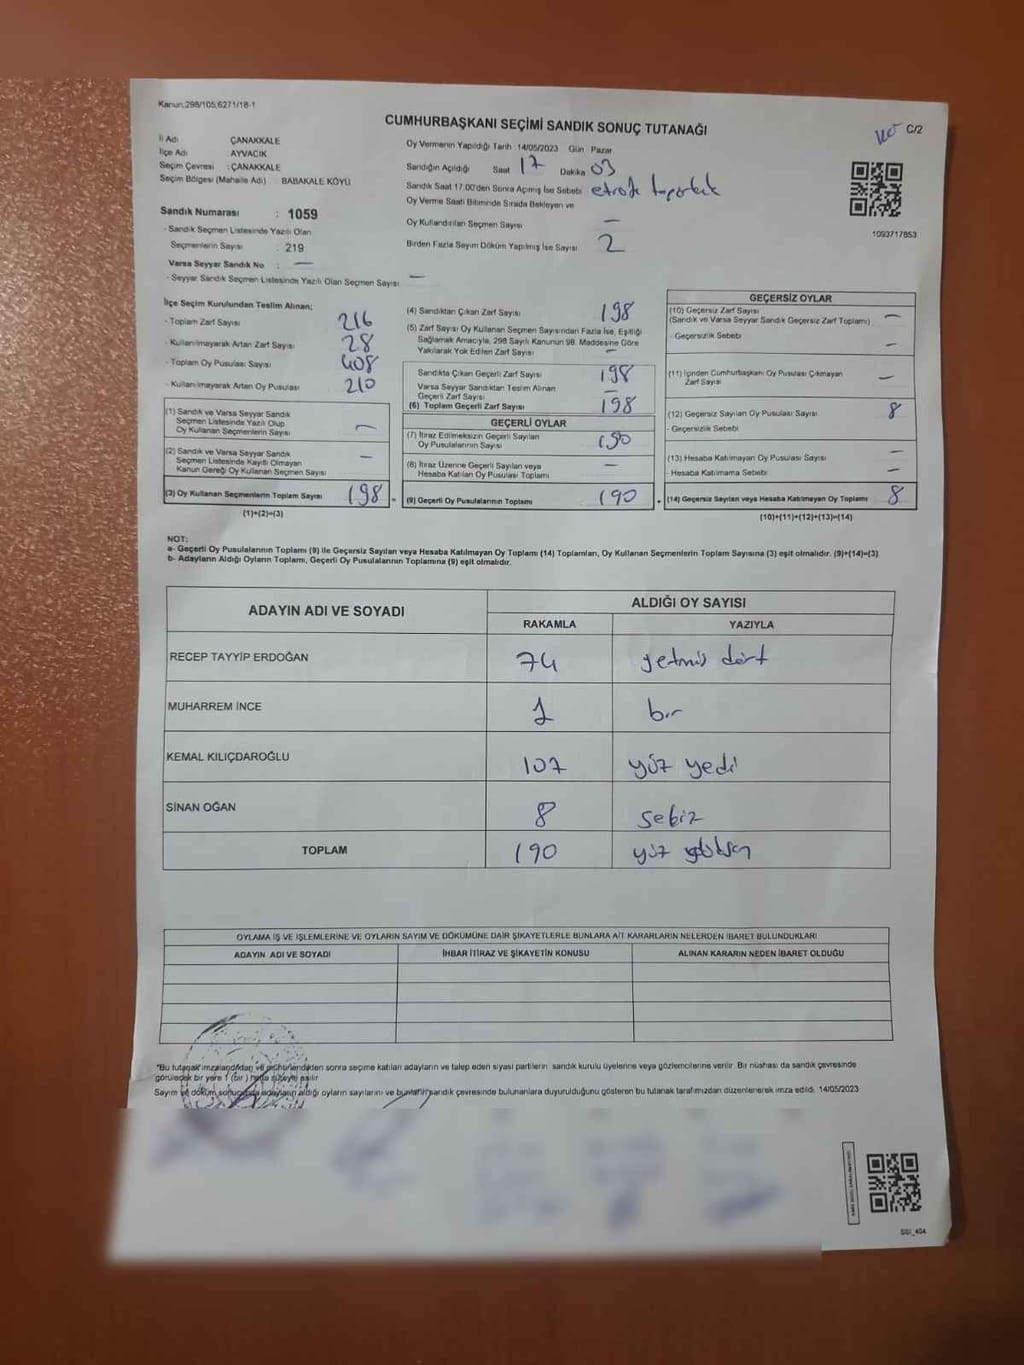 Kanun:298/105,6271/18-1
CUMHURBAŞKANI SEÇİMİ SANDIK SONUÇ TUTANAĞI
C/2
İl Adı : ÇANAKKALE
İlçe Adı : AYVACIK
Seçim Çevresi : ÇANAKKALE
Seçim Bölgesi (Mahalle Adı) : BABAKALE KÖYÜ
Oy Vermenin Yapıldığı Tarih :14/05/2023 Gün Pazar
Sandığın Açıldığı Saat 17 Dakika 03
Sandık Saat 17.00'den Sonra Açılmış İse Sebebi
Oy Verme Saati Bitiminde Sırada Bekleyen ve
Oy Kullandırılan Seçmen Sayısı —
Birden Fazla Sayım Döküm Yapılmış İse Sayısı 2
1093717853
Sandık Numarası : 1059
- Sandık Seçmen Listesinde Yazılı Olan
Seçmenlerin Sayısı : 219
Varsa Seyyar Sandık No : —
- Seyyar Sandık Seçmen Listesinde Yazılı Olan Seçmen Sayısı: —
İlçe Seçim Kurulundan Teslim Alınan;
- Toplam Zarf Sayısı 216
- Kullanılmayarak Artan Zarf Sayısı 28
- Toplam Oy Pusulası Sayısı 408
- Kullanılmayarak Artan Oy Pusulası 210
(1) Sandık ve Varsa Seyyar Sandık
Seçmen Listesinde Yazılı Olup
Oy Kullanan Seçmenlerin Sayısı —
(2) Sandık ve Varsa Seyyar Sandık
Seçmen Listesinde Kayıtlı Olmayan
Kanun Gereği Oy Kullanan Seçmen Sayısı —
(3) Oy Kullanan Seçmenlerin Toplam Sayısı 198 =
(1)+(2)=(3)
(4) Sandıktan Çıkan Zarf Sayısı 198
(5) Zarf Sayısı Oy Kullanan Seçmen Sayısından Fazla İse, Eşitliği
Sağlamak Amacıyla, 298 Sayılı Kanunun 98. Maddesine Göre
Yakılarak Yok Edilen Zarf Sayısı —
Sandıkta Çıkan Geçerli Zarf Sayısı 198
Varsa Seyyar Sandıktan Teslim Alınan
Geçerli Zarf Sayısı —
(6) Toplam Geçerli Zarf Sayısı 198
GEÇERLİ OYLAR
(7) İtiraz Edilmeksizin Geçerli Sayılan
Oy Pusulalarının Sayısı 190
(8) İtiraz Üzerine Geçerli Sayılan veya
Hesaba Katılan Oy Pusulası Toplamı —
(9) Geçerli Oy Pusulalarının Toplamı 190 +
GEÇERSİZ OYLAR
(10) Geçersiz Zarf Sayısı
(Sandık ve Varsa Seyyar Sandık Geçersiz Zarf Toplamı) —
- Geçersizlik Sebebi —
(11) İçinden Cumhurbaşkanı Oy Pusulası Çıkmayan
Zarf Sayısı —
(12) Geçersiz Sayılan Oy Pusulası Sayısı 8
- Geçersizlik Sebebi
(13) Hesaba Katılmayan Oy Pusulası Sayısı —
- Hesaba Katılmama Sebebi —
(14) Geçersiz Sayılan veya Hesaba Katılmayan Oy Toplamı 8
(10)+(11)+(12)+(13)=(14)
NOT:
a- Geçerli Oy Pusulalarının Toplamı (9) ile Geçersiz Sayılan veya Hesaba Katılmayan Oy Toplamı (14) Toplamları, Oy Kullanan Seçmenlerin Toplam Sayısına (3) eşit olmalıdır. (9)+(14)=(3)
b- Adayların Aldığı Oyların Toplamı, Geçerli Oy Pusulalarının Toplamına (9) eşit olmalıdır.
ADAYIN ADI VE SOYADI
ALDIĞI OY SAYISI
RAKAMLA YAZIYLA
RECEP TAYYİP ERDOĞAN 74 yetmiş dört
MUHARREM İNCE 1 bir
KEMAL KILIÇDAROĞLU 107 yüz yedi
SİNAN OĞAN 8 sekiz
TOPLAM 190 yüz
OYLAMA İŞ VE İŞLEMLERİNE VE OYLARIN SAYIM VE DÖKÜMÜNE DAİR ŞİKAYETLERLE BUNLARA AİT KARARLARIN NELERDEN İBARET BULUNDUKLARI
ADAYIN ADI VE SOYADI İHBAR İTİRAZ VE ŞİKAYETİN KONUSU ALINAN KARARIN NEDEN İBARET OLDUĞU
*Bu tutanak imzalandıktan ve mühürlendikten sonra seçime katılan adayların ve talep eden siyasi partilerin sandık kurulu üyelerine veya gözlemcilerine verilir. Bir nüshası da sandık çevresinde
görülecek bir yere 1 (bir) hafta süreyle asılır
Sayım ve döküm sonucunda adayların aldığı oyların sayılarını ve bunların sandık çevresinde bulunanlara duyurulduğunu gösteren bu tutanak tarafımızdan düzenlenerek imza edildi. 14/05/2023
SSI_404